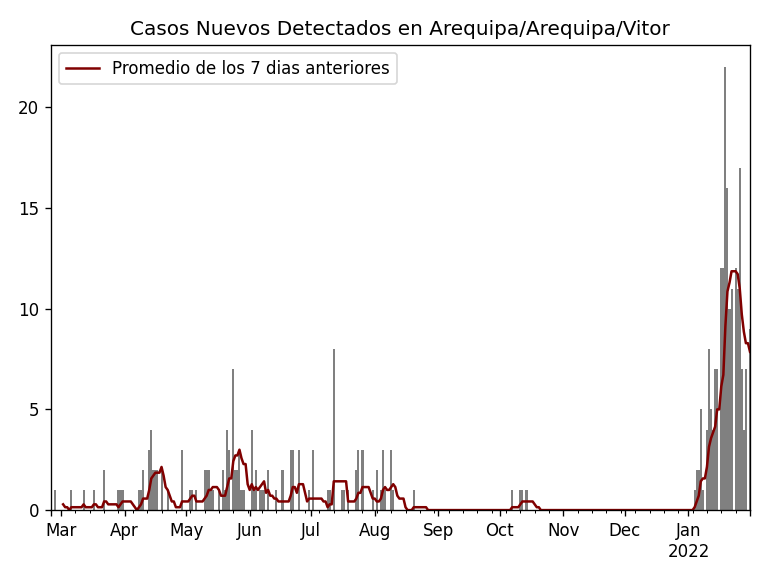 Casos Nuevos Detectados en Arequipa/Arequipa/Vitor
Promedio de los 7 dias anteriores
20
15
10
5
0
Mar Apr May Jun Jul Aug Sep Oct Nov Dec Jan
2022